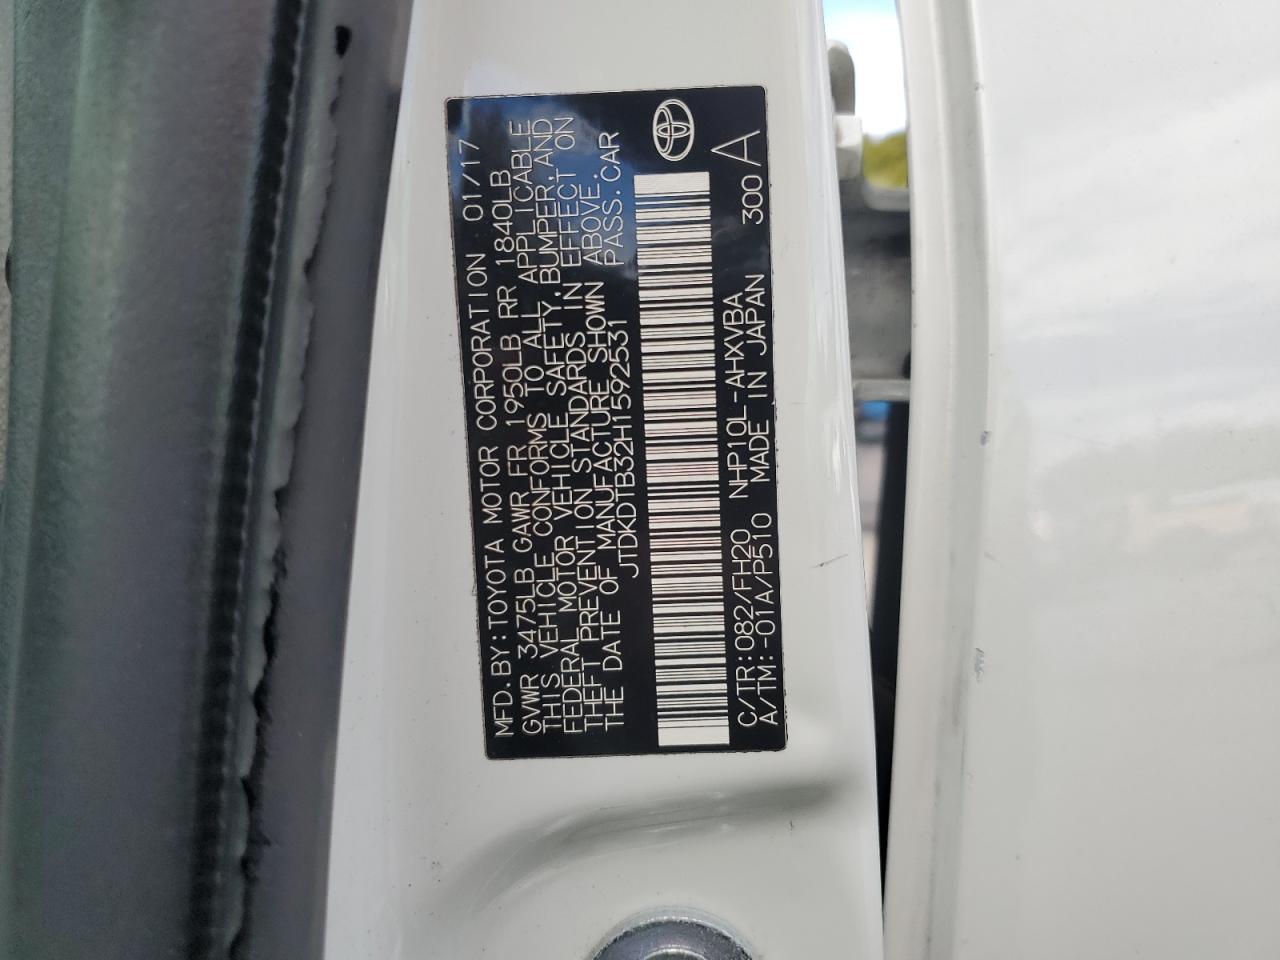 MFD. BY: TOYOTA MOTOR CORPORATION 01/17
GVWR 3475LB GAWR FR 1950LB RR 1840LB
THIS VEHICLE CONFORMS TO ALL APPLICABLE
FEDERAL MOTOR VEHICLE SAFETY, BUMPER, AND
THEFT PREVENTION STANDARDS IN EFFECT ON
THE DATE OF MANUFACTURE SHOWN ABOVE.
JTDKDTB32H1592531 PASS. CAR
C/TR: 082/FH20 NHP10L-AHXVBA 300
A/TM: -01A/P510 MADE IN JAPAN A